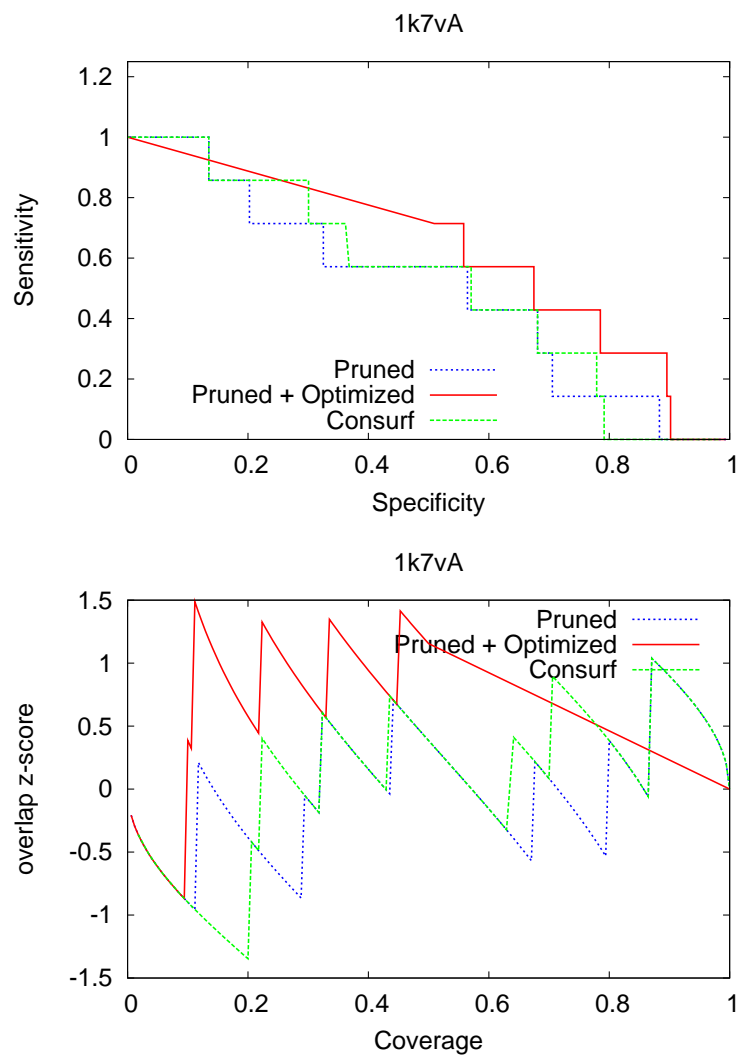 1k7vA
1.2
1
0.8
0.6
0.4
0.2
0
Sensitivity
Pruned
Pruned + Optimized
Consurf
0 0.2 0.4 0.6 0.8 1
Specificity
1k7vA
1.5
1
0.5
0
-0.5
-1
-1.5
overlap z-score
Pruned
Pruned + Optimized
Consurf
0 0.2 0.4 0.6 0.8 1
Coverage